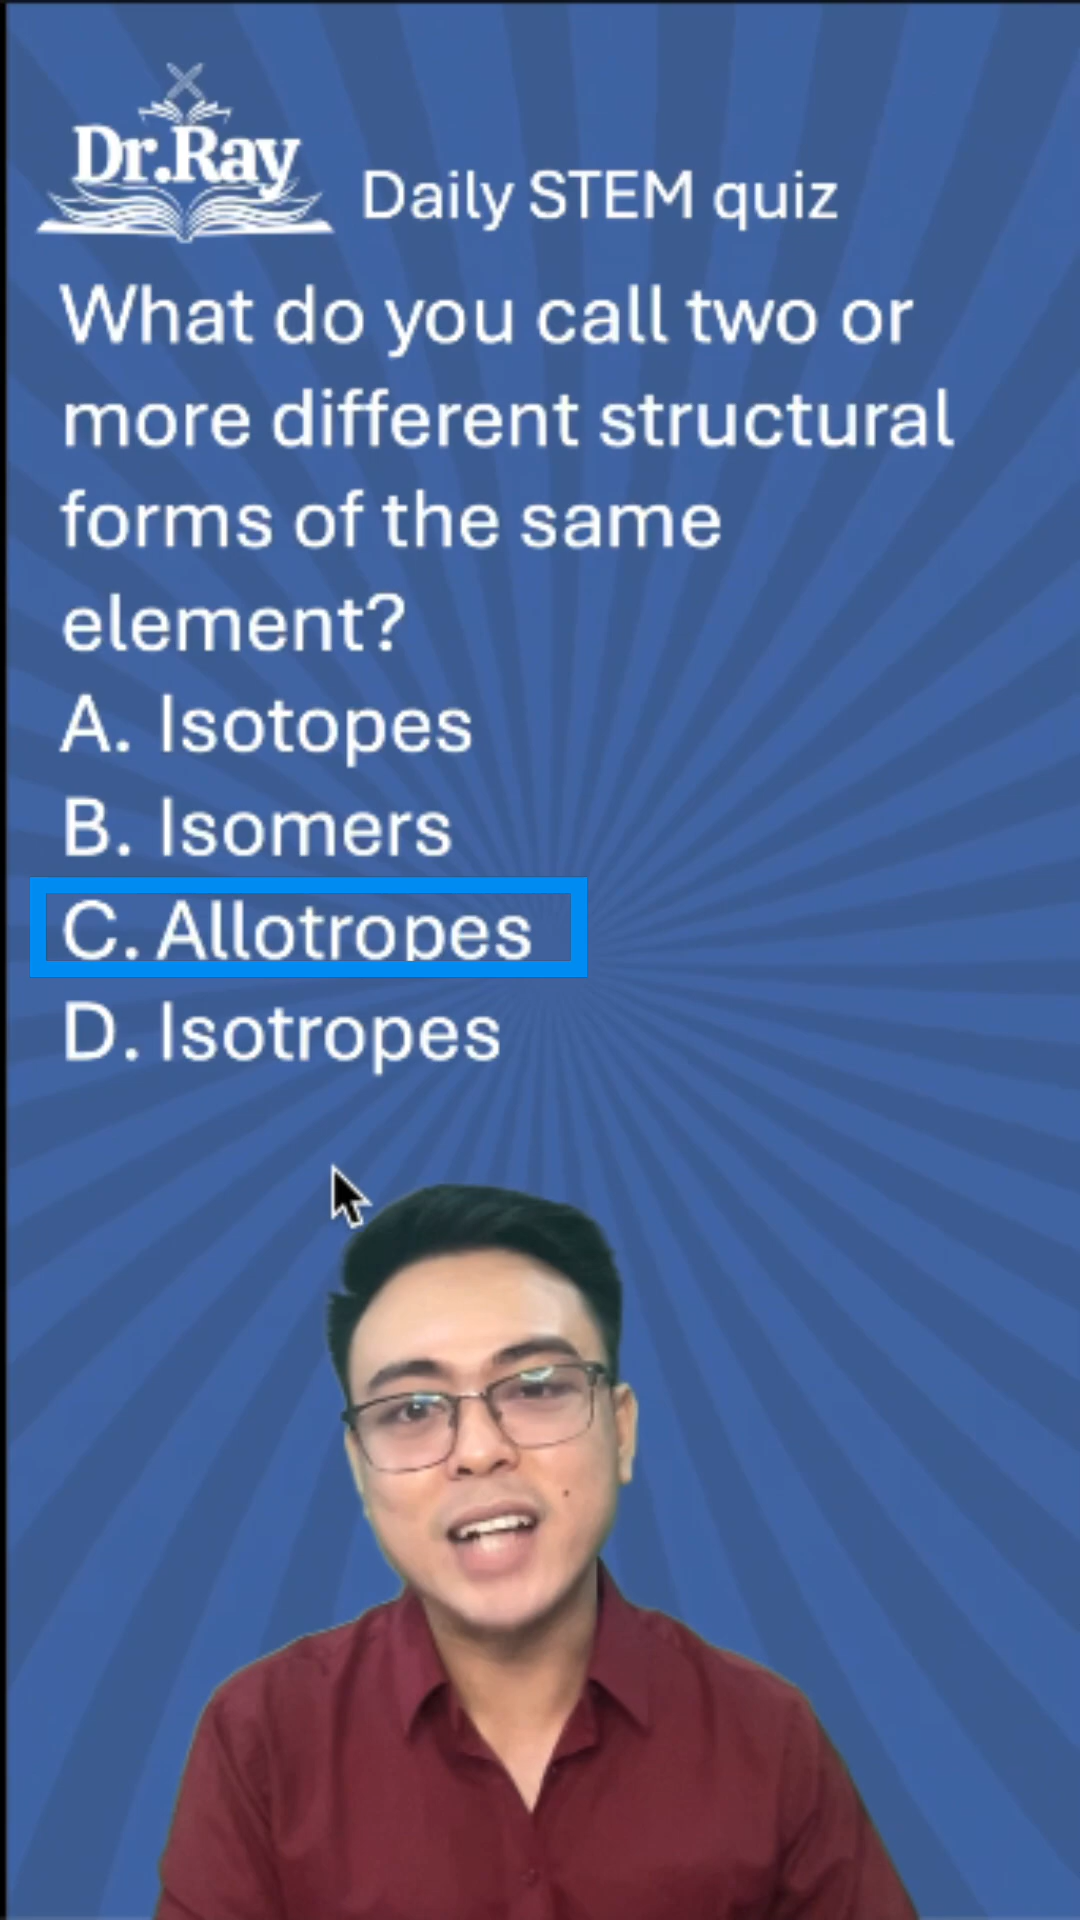 Dr.Ray
Daily STEM quiz
What do you call two or
more different structural
forms of the same
element?
A. Isotopes
B. Isomers
C. Allotropes
D. Isotropes